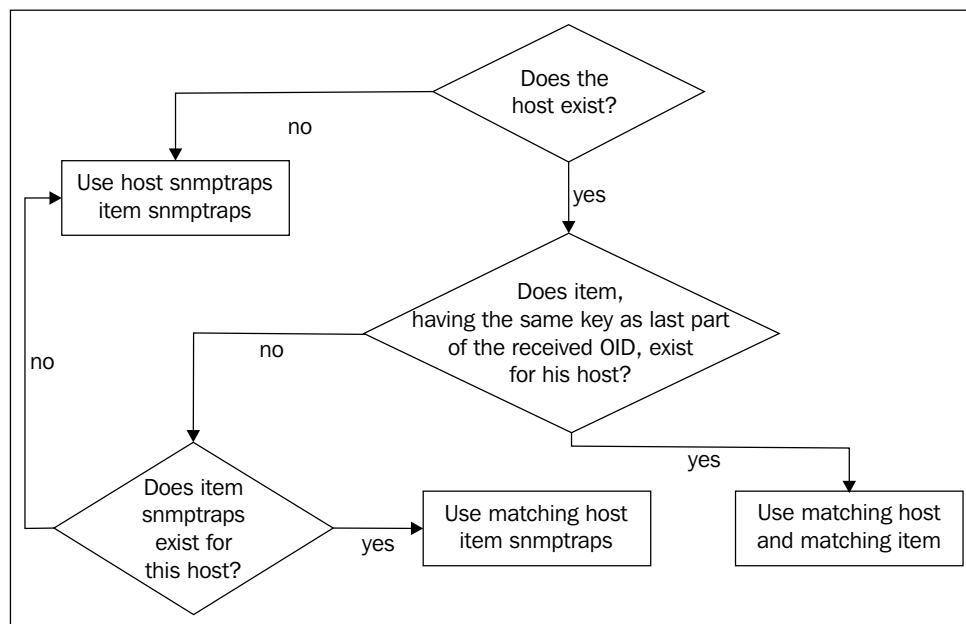 Does the
host exist?
no
Use host snmptraps
item snmptraps
yes
Does item,
having the same key as last part
of the received OID, exist
for his host?
no
no
yes
Does item
snmptraps
exist for
this host?
yes
Use matching host
item snmptraps
Use matching host
and matching item